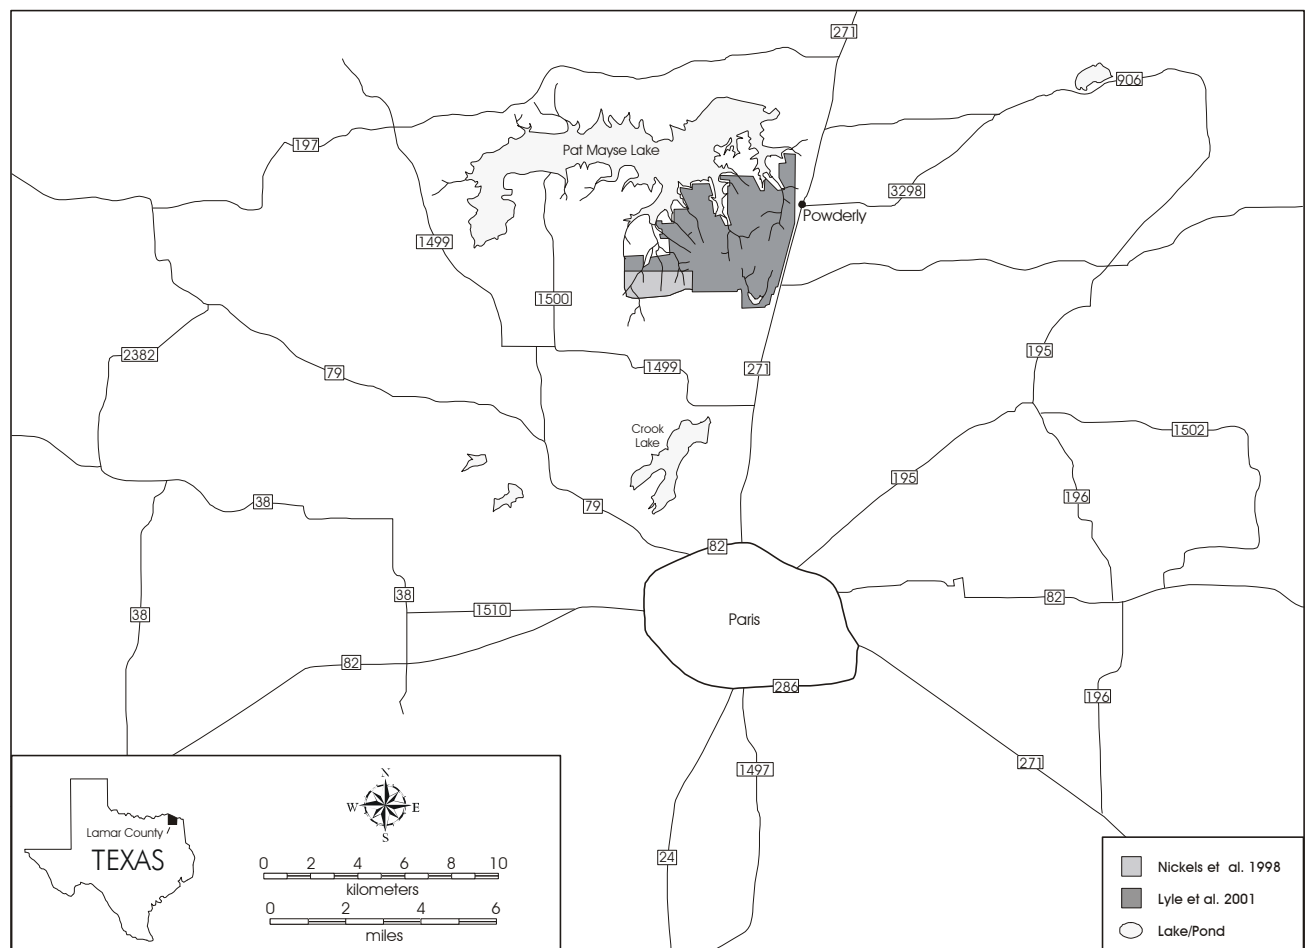 271
906
197
Pat Mayse Lake
3298
Powderly
1499
1500
195
2382
1499
271
79
Crook
Lake
1502
195
196
38
79
82
38
82
38
1510
Paris
82
286
196
271
1497
24
N
W
E
S
Lamar County
TEXAS
0 2 4 6 8 10
kilometers
0 2 4 6
miles
Nickels et al. 1998
Lyle et al. 2001
Lake/Pond